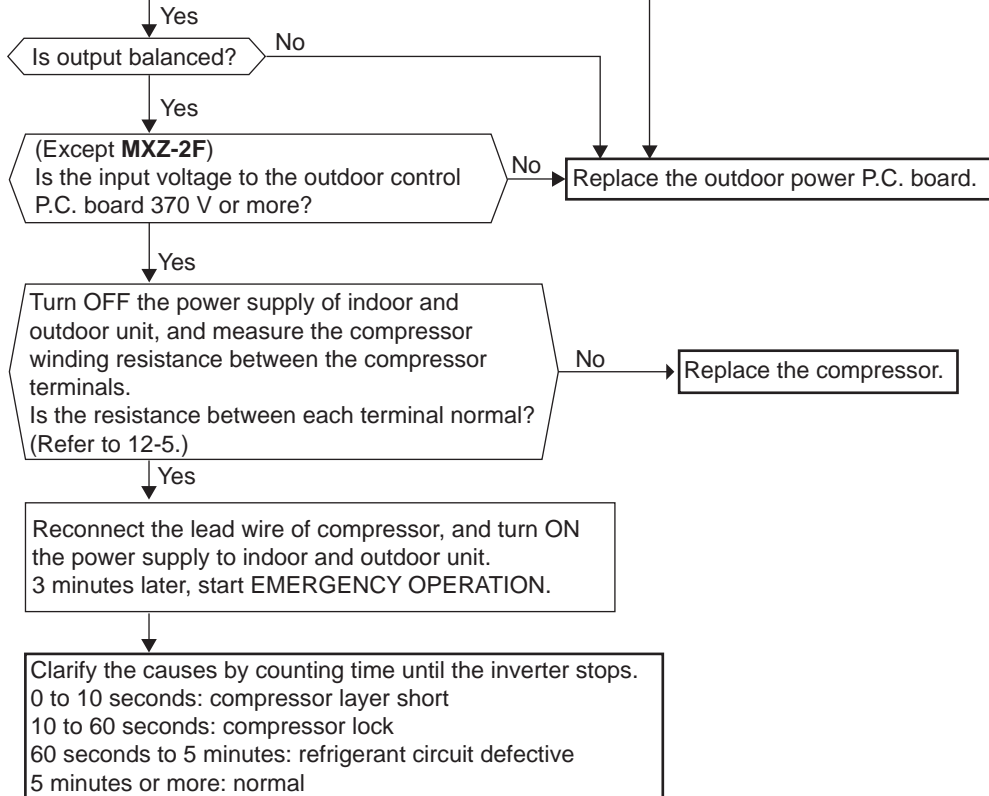 Yes
Is output balanced?
No
Yes
(Except MXZ-2F)
Is the input voltage to the outdoor control
P.C. board 370 V or more?
No
Replace the outdoor power P.C. board.
Yes
Turn OFF the power supply of indoor and
outdoor unit, and measure the compressor
winding resistance between the compressor
terminals.
Is the resistance between each terminal normal?
(Refer to 12-5.)
No
Replace the compressor.
Yes
Reconnect the lead wire of compressor, and turn ON
the power supply to indoor and outdoor unit.
3 minutes later, start EMERGENCY OPERATION.
Clarify the causes by counting time until the inverter stops.
0 to 10 seconds: compressor layer short
10 to 60 seconds: compressor lock
60 seconds to 5 minutes: refrigerant circuit defective
5 minutes or more: normal